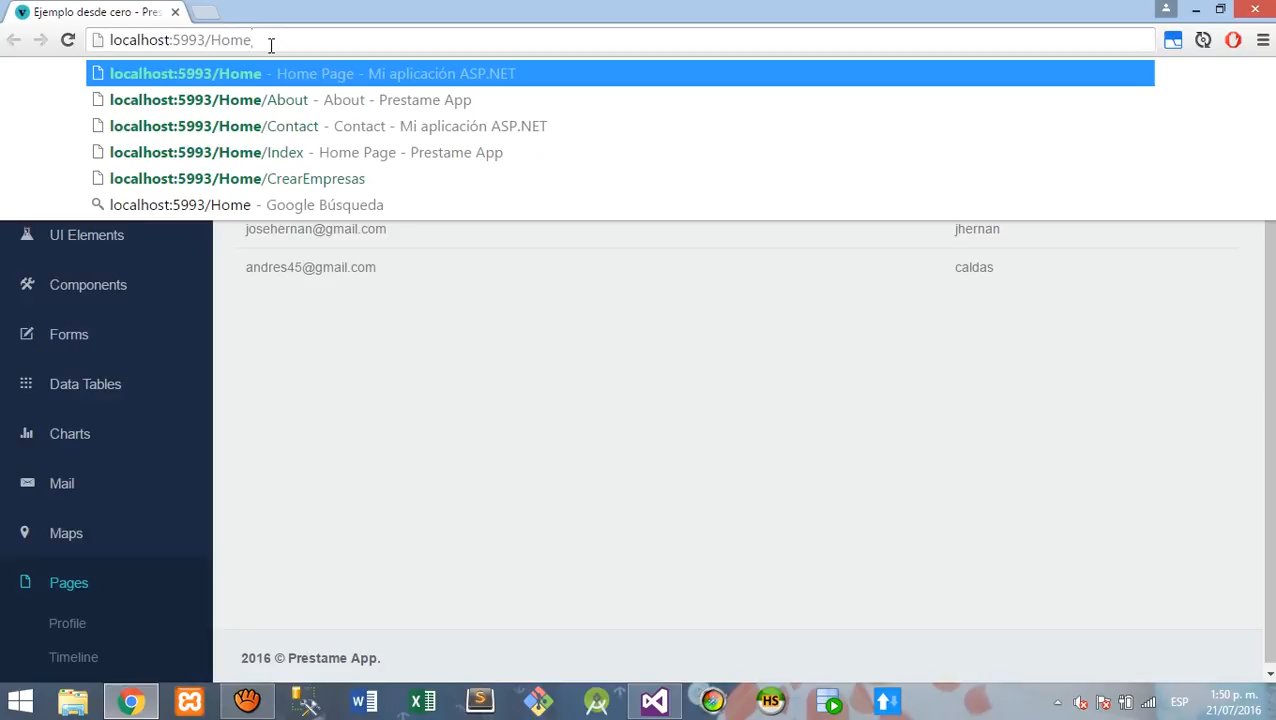 Ejemplo desde cero - Pres
localhost:5993/Home
localhost:5993/Home - Home Page - Mi aplicación ASP.NET
localhost:5993/Home/About - About - Prestame App
localhost:5993/Home/Contact - Contact - Mi aplicación ASP.NET
localhost:5993/Home/Index - Home Page - Prestame App
localhost:5993/Home/CrearEmpresas
localhost:5993/Home - Google Búsqueda
josehernan@gmail.com jhernan
UI Elements
andres45@gmail.com caldas
Components
Forms
Data Tables
Charts
Mail
Maps
Pages
Profile
Timeline
2016 © Prestame App.
HS
ESP
1:50 p. m.
21/07/2016